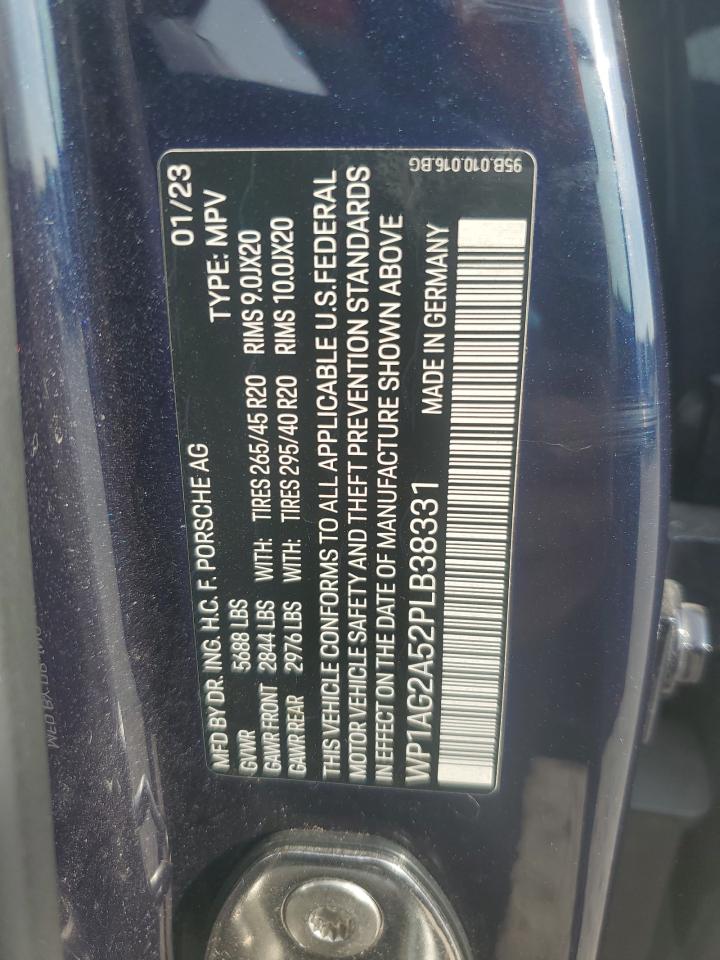 MFD BY DR. ING. H.C. F. PORSCHE AG 01/23
GVWR 5688 LBS TYPE: MPV
GAWR FRONT 2844 LBS WITH: TIRES 265/45 R20 RIMS 9.0JX20
GAWR REAR 2976 LBS WITH: TIRES 295/40 R20 RIMS 10.0JX20
THIS VEHICLE CONFORMS TO ALL APPLICABLE U.S.FEDERAL
MOTOR VEHICLE SAFETY AND THEFT PREVENTION STANDARDS
IN EFFECT ON THE DATE OF MANUFACTURE SHOWN ABOVE
WP1AG2A52PLB38331 MADE IN GERMANY
95B.010.016.BG